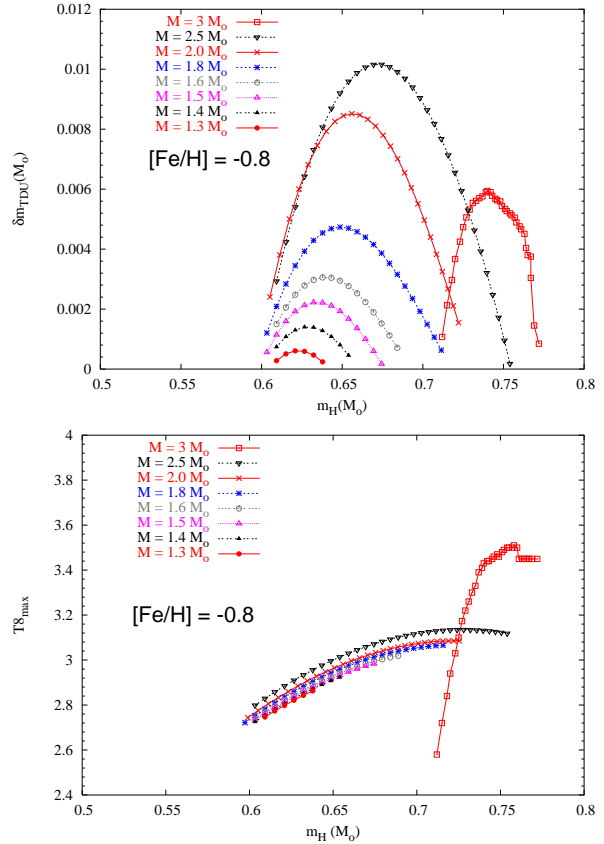 0.012
0.01
0.008
0.006
0.004
0.002
0
δm_TDU(M_o)
M = 3 M_o
M = 2.5 M_o
M = 2.0 M_o
M = 1.8 M_o
M = 1.6 M_o
M = 1.5 M_o
M = 1.4 M_o
M = 1.3 M_o
[Fe/H] = -0.8
0.5 0.55 0.6 0.65 0.7 0.75 0.8
m_H(M_o)
4
3.8
3.6
3.4
3.2
3
2.8
2.6
2.4
T8_max
M = 3 M_o
M = 2.5 M_o
M = 2.0 M_o
M = 1.8 M_o
M = 1.6 M_o
M = 1.5 M_o
M = 1.4 M_o
M = 1.3 M_o
[Fe/H] = -0.8
0.5 0.55 0.6 0.65 0.7 0.75 0.8
m_H(M_o)